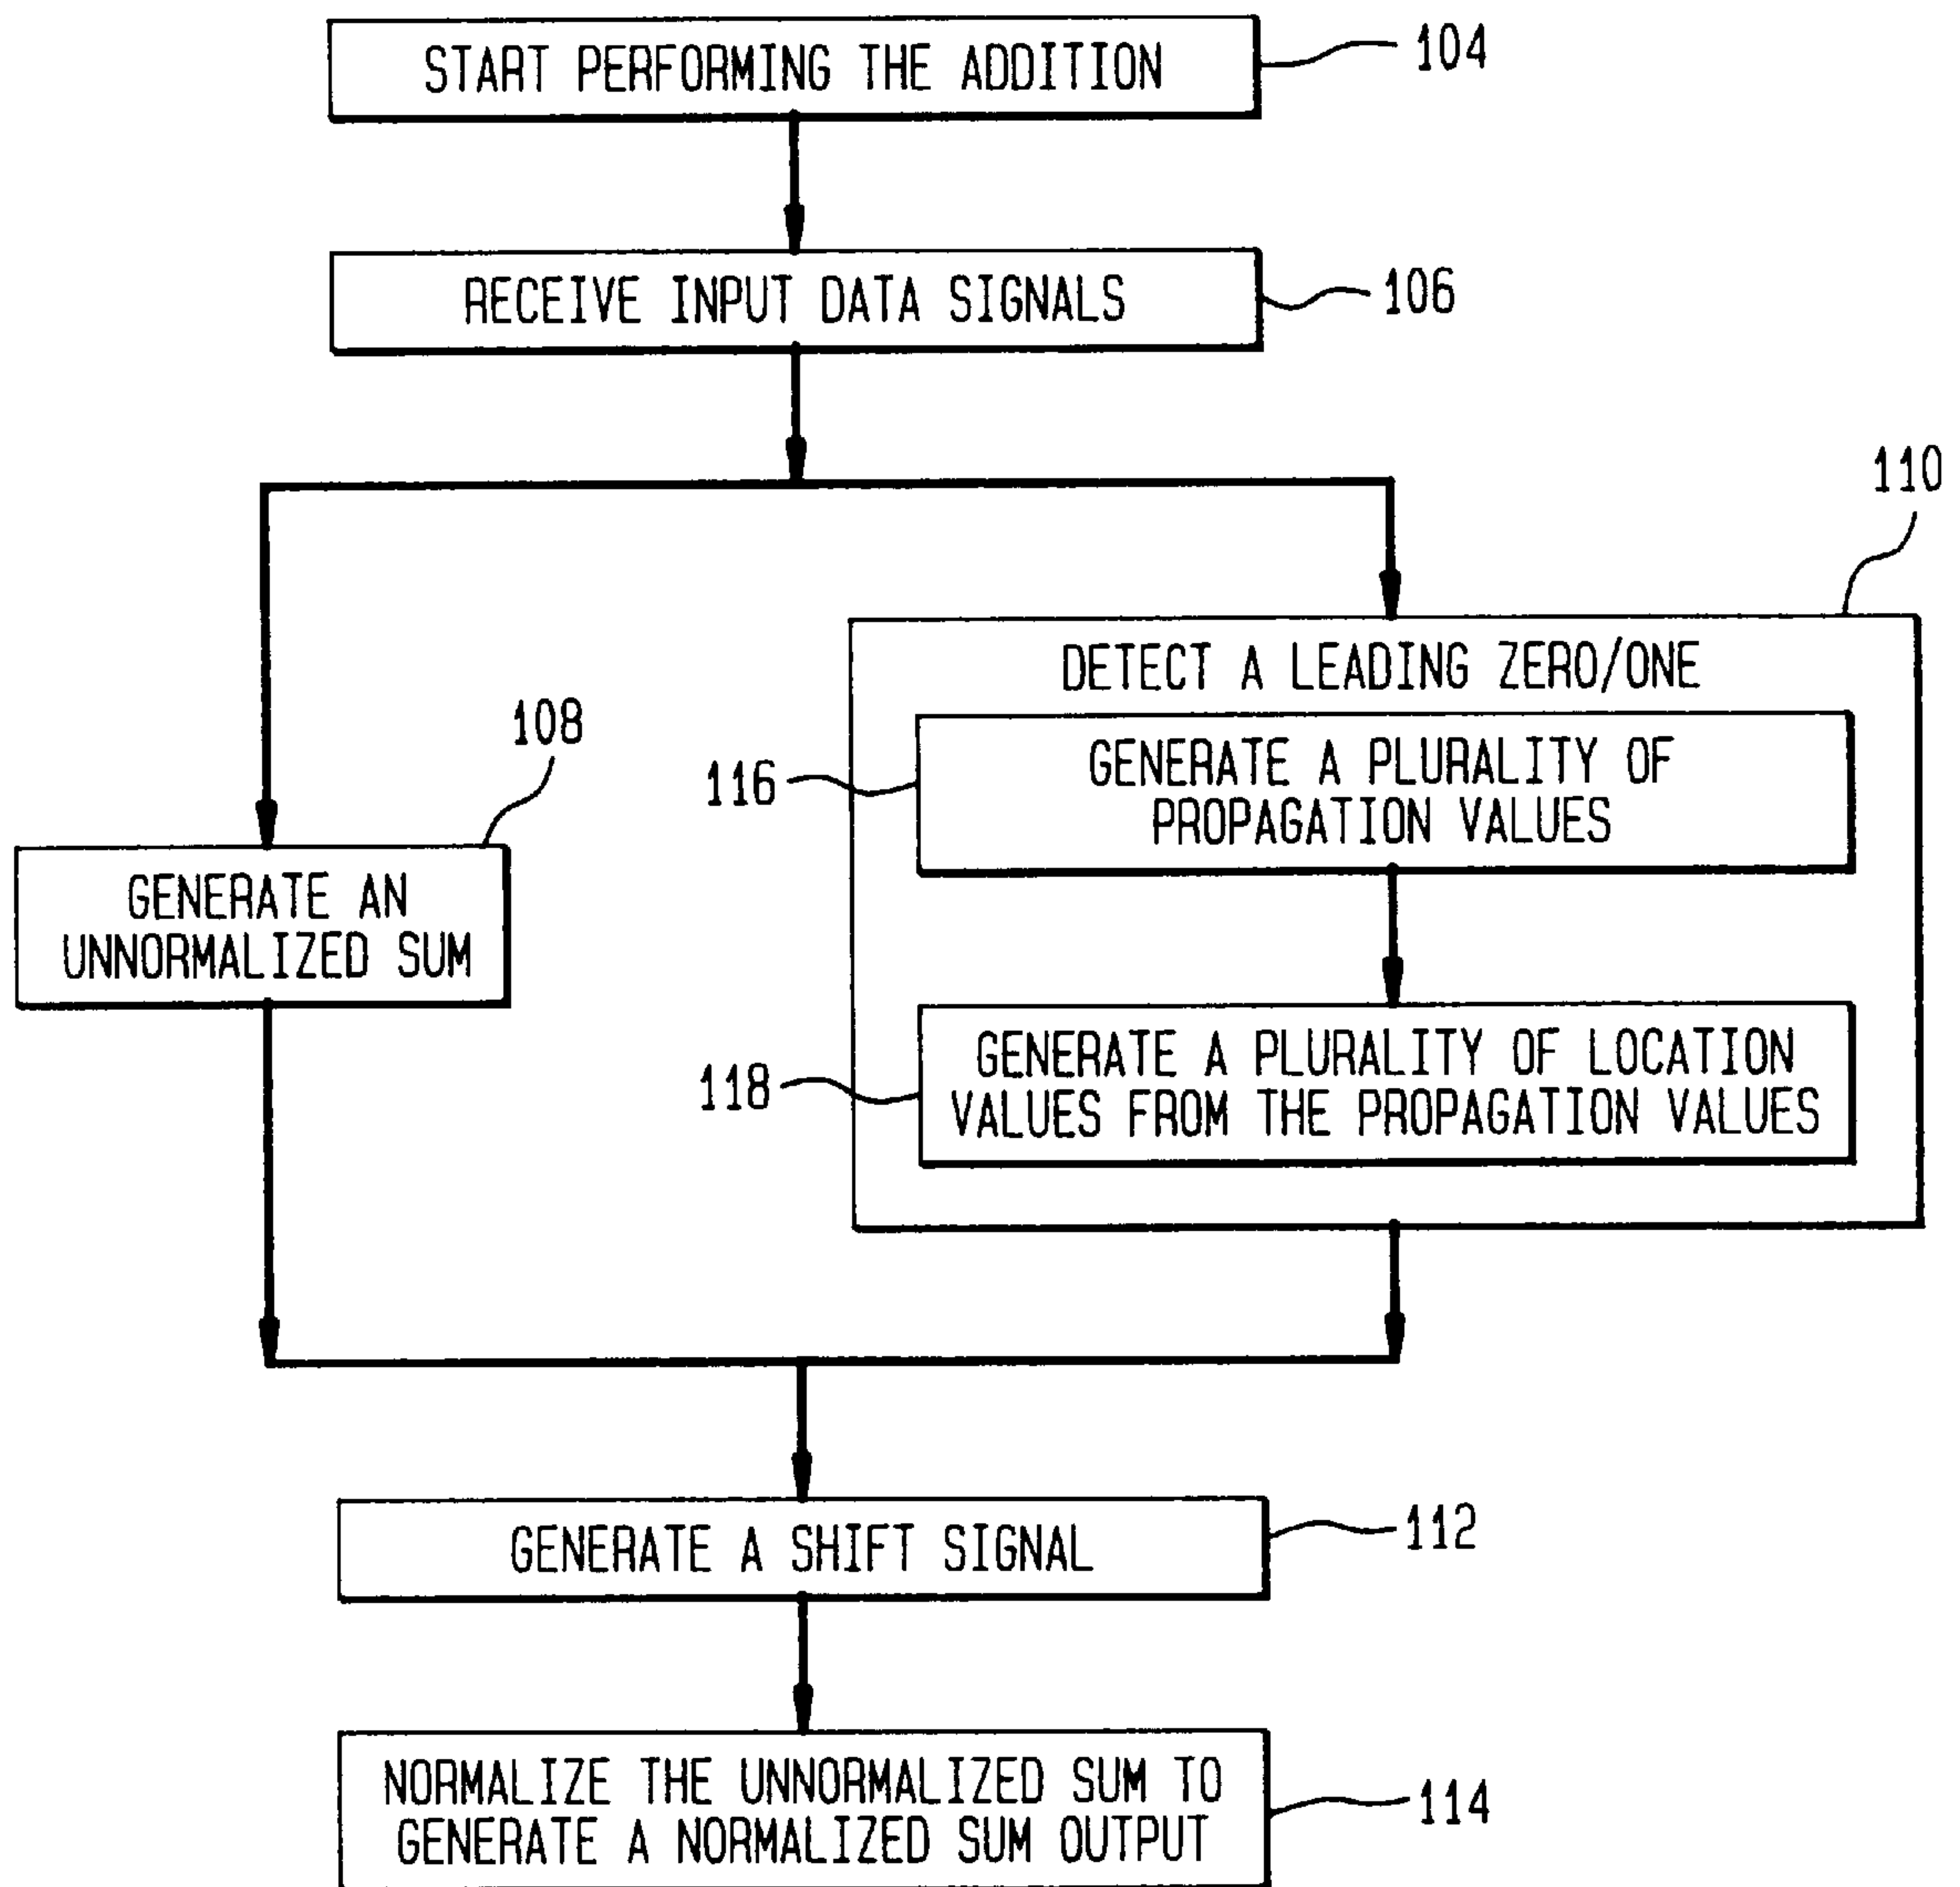 START PERFORMING THE ADDITION
104
RECEIVE INPUT DATA SIGNALS
106
110
DETECT A LEADING ZERO/ONE
108
116
GENERATE A PLURALITY OF
PROPAGATION VALUES
GENERATE AN
UNNORMALIZED SUM
118
GENERATE A PLURALITY OF LOCATION
VALUES FROM THE PROPAGATION VALUES
GENERATE A SHIFT SIGNAL
112
NORMALIZE THE UNNORMALIZED SUM TO
GENERATE A NORMALIZED SUM OUTPUT
114